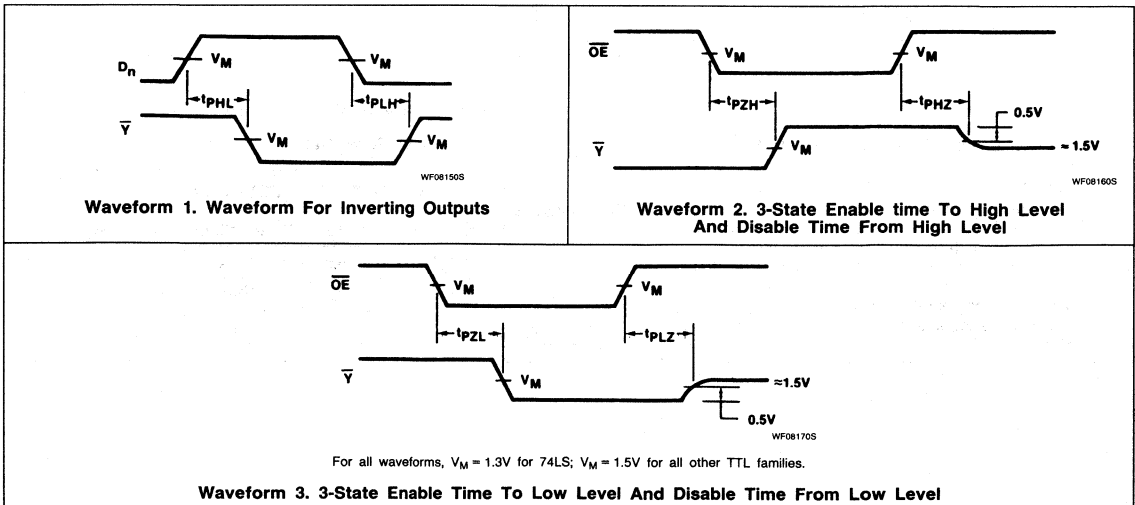 Dn
VM
VM
tPHL
tPLH
Y̅
VM
VM
WF08150S
Waveform 1. Waveform For Inverting Outputs
O̅E̅
VM
VM
tPZH
tPHZ
0.5V
Y̅
VM
≈ 1.5V
WF08160S
Waveform 2. 3-State Enable time To High Level
And Disable Time From High Level
O̅E̅
VM
VM
tPZL
tPLZ
Y̅
VM
≈1.5V
0.5V
WF08170S
For all waveforms, VM = 1.3V for 74LS; VM = 1.5V for all other TTL families.
Waveform 3. 3-State Enable Time To Low Level And Disable Time From Low Level